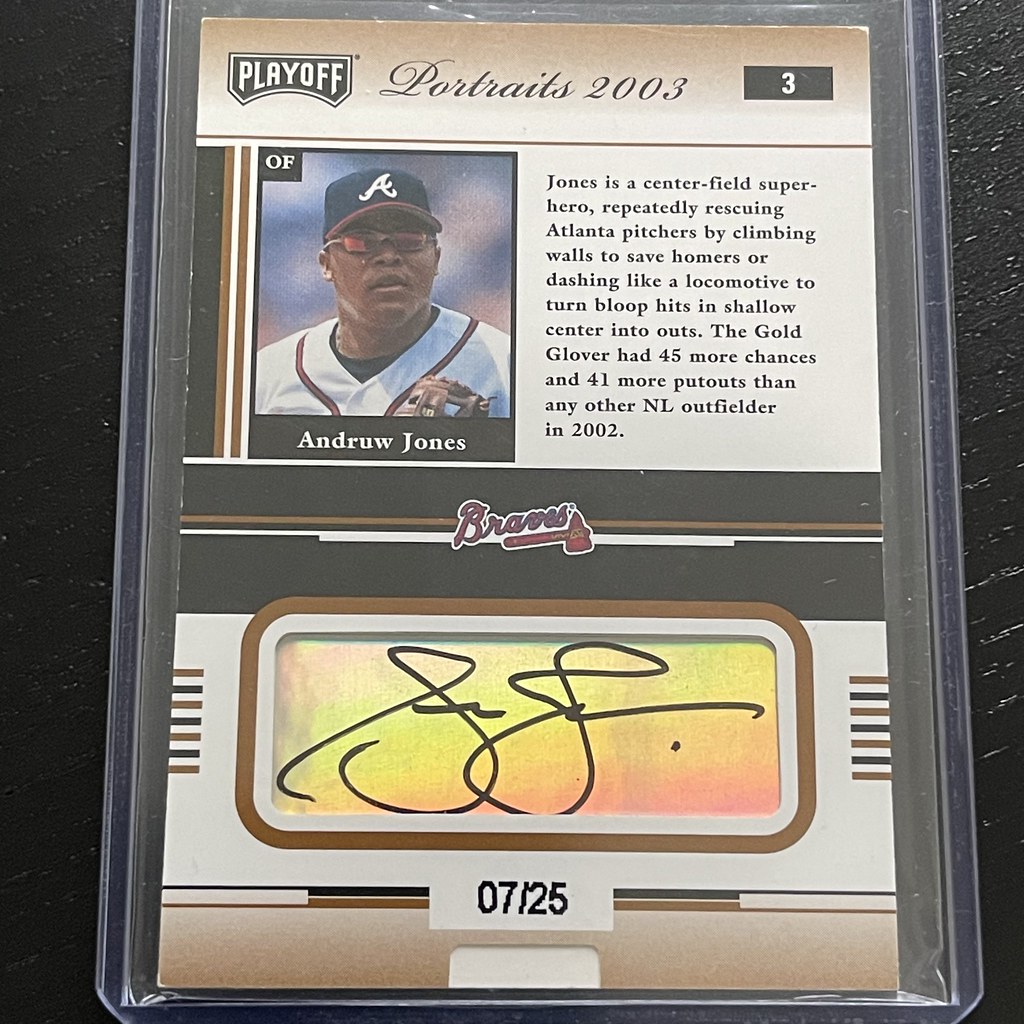 PLAYOFF
Portraits 2003
3
OF
A
Andruw Jones
Jones is a center-field super-
hero, repeatedly rescuing
Atlanta pitchers by climbing
walls to save homers or
dashing like a locomotive to
turn bloop hits in shallow
center into outs. The Gold
Glover had 45 more chances
and 41 more putouts than
any other NL outfielder
in 2002.
Braves
07/25